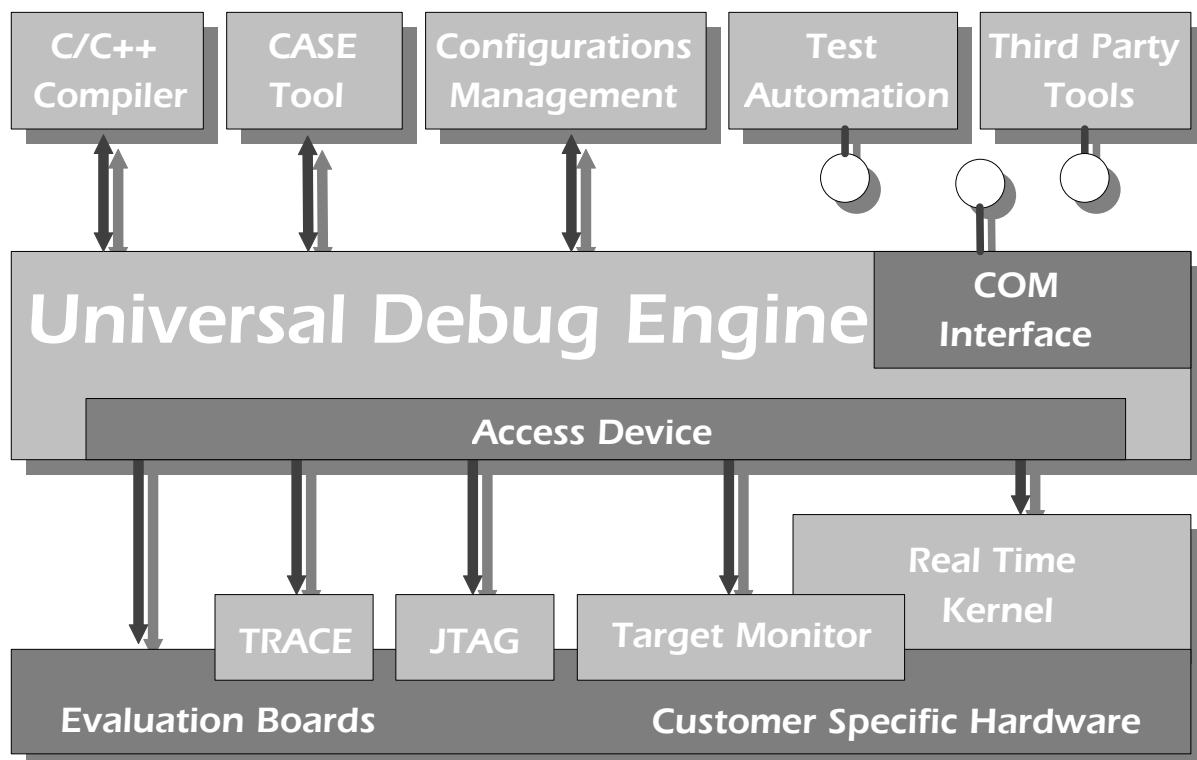 C/C++
Compiler
CASE
Tool
Configurations
Management
Test
Automation
Third Party
Tools
Universal Debug Engine
COM
Interface
Access Device
Real Time
Kernel
TRACE
JTAG
Target Monitor
Evaluation Boards
Customer Specific Hardware